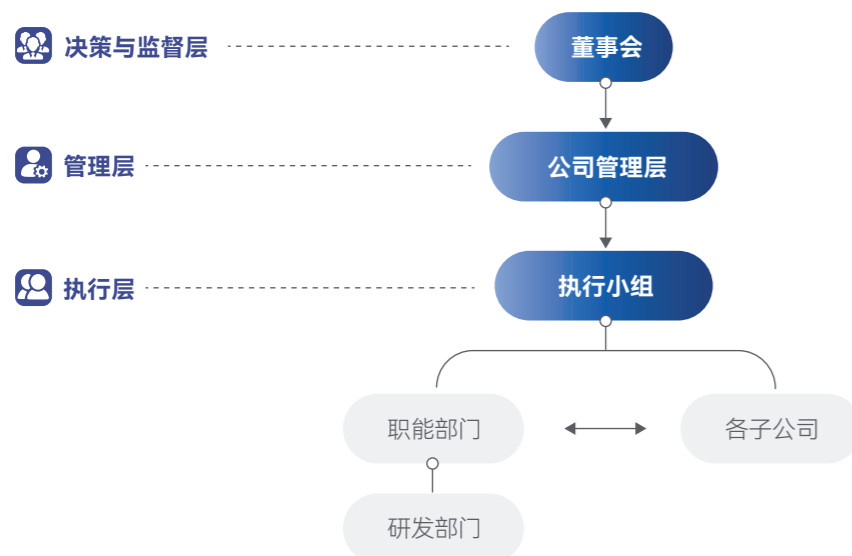 决策与监督层
董事会
管理层
公司管理层
执行层
执行小组
职能部门
各子公司
研发部门